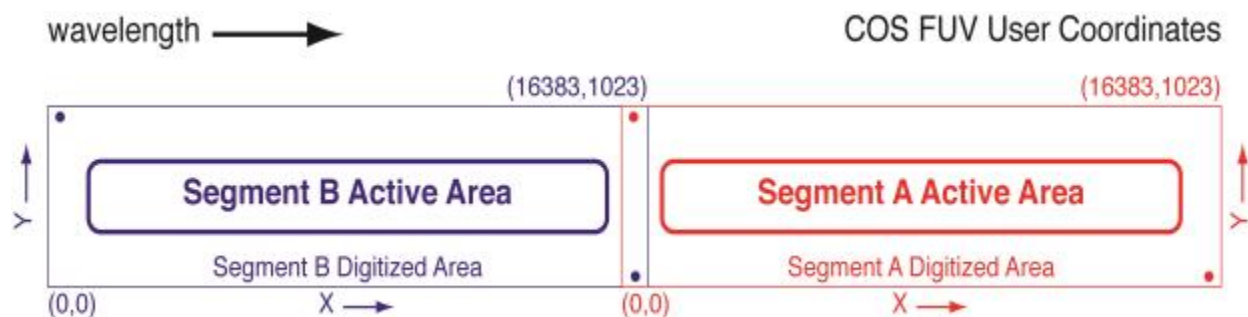 wavelength
COS FUV User Coordinates
(16383,1023)
(16383,1023)
Y
Segment B Active Area
Segment A Active Area
Y
Segment B Digitized Area
Segment A Digitized Area
(0,0)
X
(0,0)
X